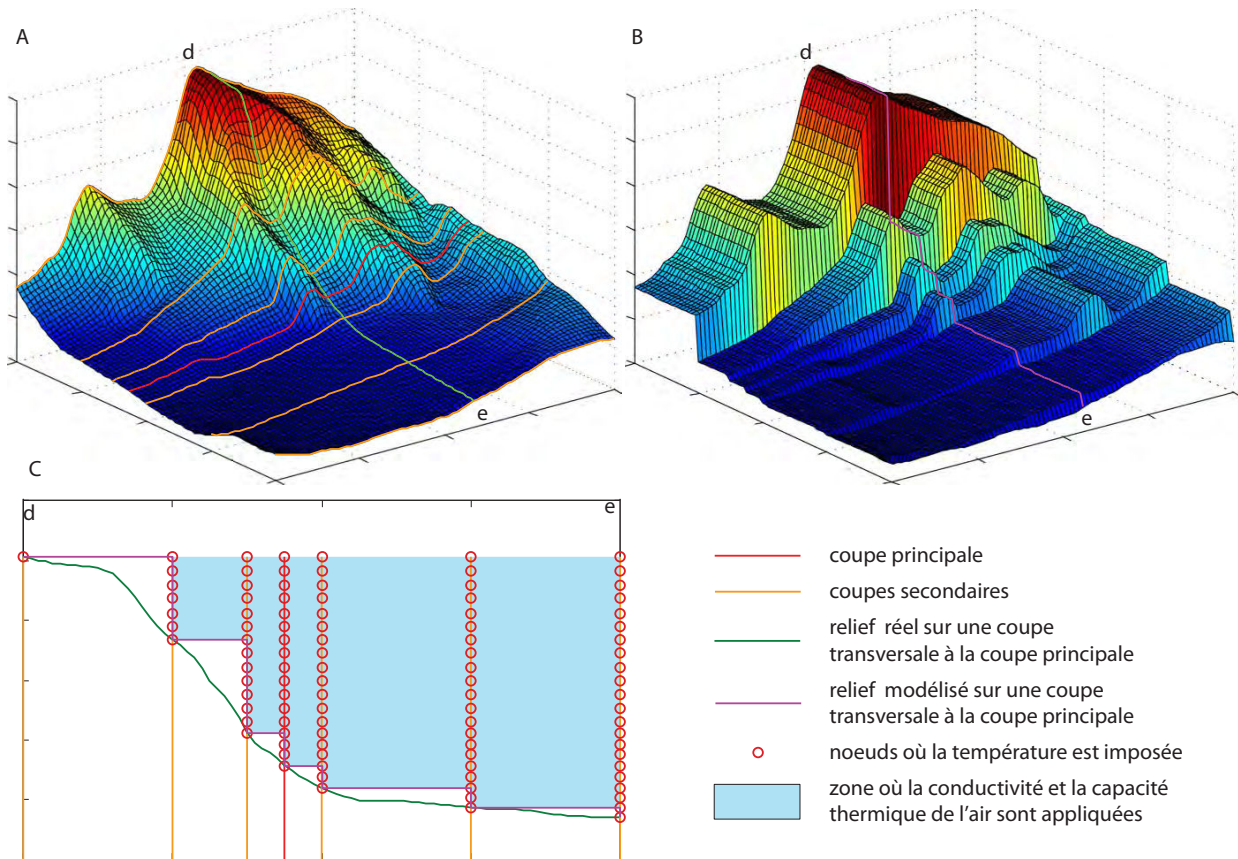 A
d
e
B
d
e
C
d
e
coupe principale
coupes secondaires
relief réel sur une coupe
transversale à la coupe principale
relief modélisé sur une coupe
transversale à la coupe principale
noeuds où la température est imposée
zone où la conductivité et la capacité
thermique de l'air sont appliquées